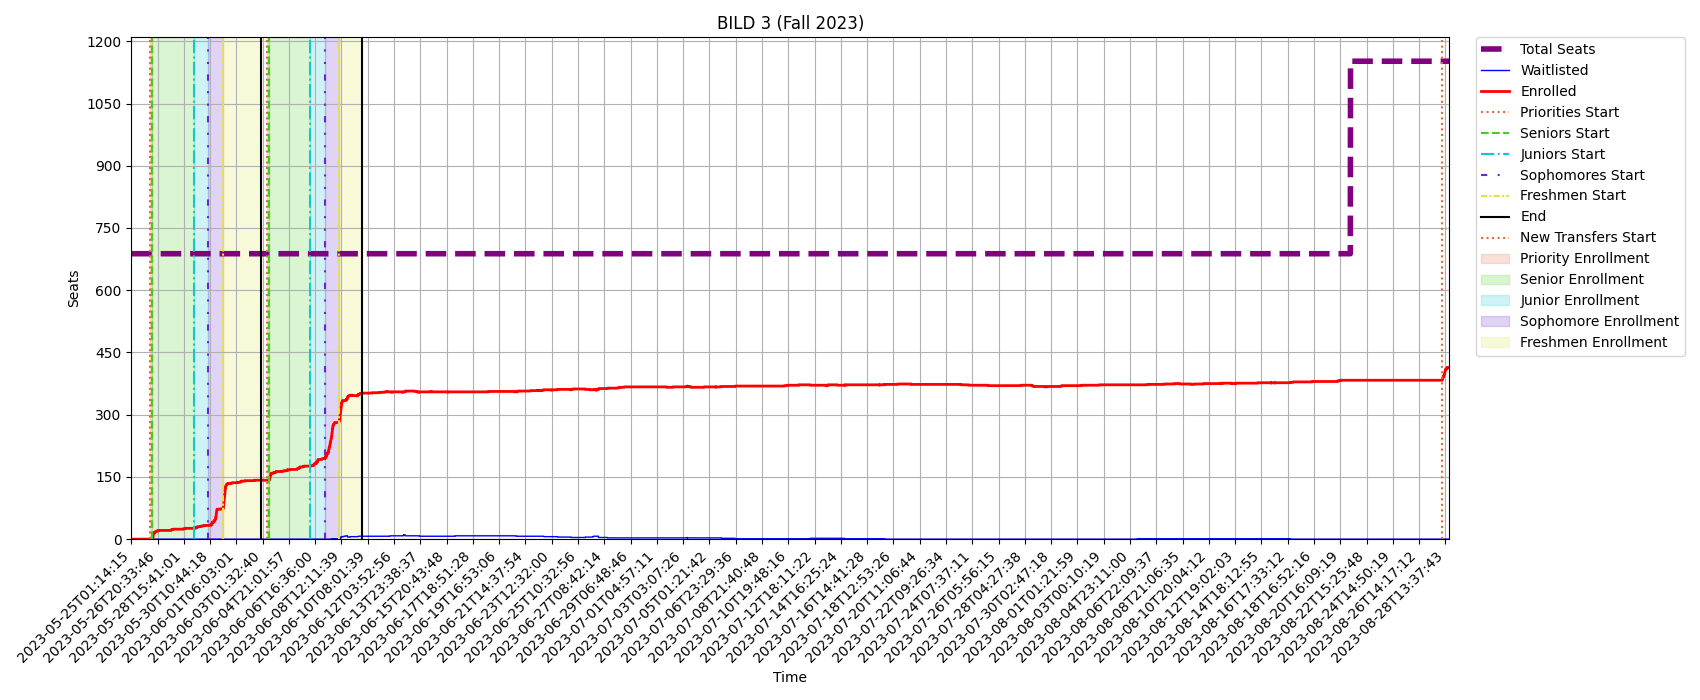 BILD 3 (Fall 2023)
1200
1050
900
750
600
450
300
150
0
Seats
2023-05-25T01:14:15
2023-05-26T20:33:46
2023-05-28T15:41:01
2023-05-30T10:44:18
2023-06-01T06:03:01
2023-06-03T01:32:40
2023-06-04T21:01:57
2023-06-06T16:36:00
2023-06-08T12:11:39
2023-06-10T08:01:39
2023-06-12T03:52:56
2023-06-13T23:38:37
2023-06-15T20:43:48
2023-06-17T18:51:28
2023-06-19T16:53:06
2023-06-21T14:37:54
2023-06-23T12:32:00
2023-06-25T10:32:56
2023-06-27T08:42:14
2023-06-29T06:48:46
2023-07-01T04:57:11
2023-07-03T03:07:26
2023-07-05T01:21:42
2023-07-06T23:29:36
2023-07-08T21:40:48
2023-07-10T19:48:16
2023-07-12T18:11:22
2023-07-14T16:25:24
2023-07-16T14:41:28
2023-07-18T12:53:26
2023-07-20T11:06:44
2023-07-22T09:26:34
2023-07-24T07:37:11
2023-07-26T05:56:15
2023-07-28T04:27:38
2023-07-30T02:47:18
2023-08-01T01:21:59
2023-08-03T00:10:19
2023-08-04T23:11:00
2023-08-06T22:09:37
2023-08-08T21:06:35
2023-08-10T20:04:12
2023-08-12T19:02:03
2023-08-14T18:12:55
2023-08-16T17:33:12
2023-08-18T16:52:16
2023-08-20T16:09:19
2023-08-22T15:25:48
2023-08-24T14:50:19
2023-08-26T14:17:12
2023-08-28T13:37:43
Time
Total Seats
Waitlisted
Enrolled
Priorities Start
Seniors Start
Juniors Start
Sophomores Start
Freshmen Start
End
New Transfers Start
Priority Enrollment
Senior Enrollment
Junior Enrollment
Sophomore Enrollment
Freshmen Enrollment